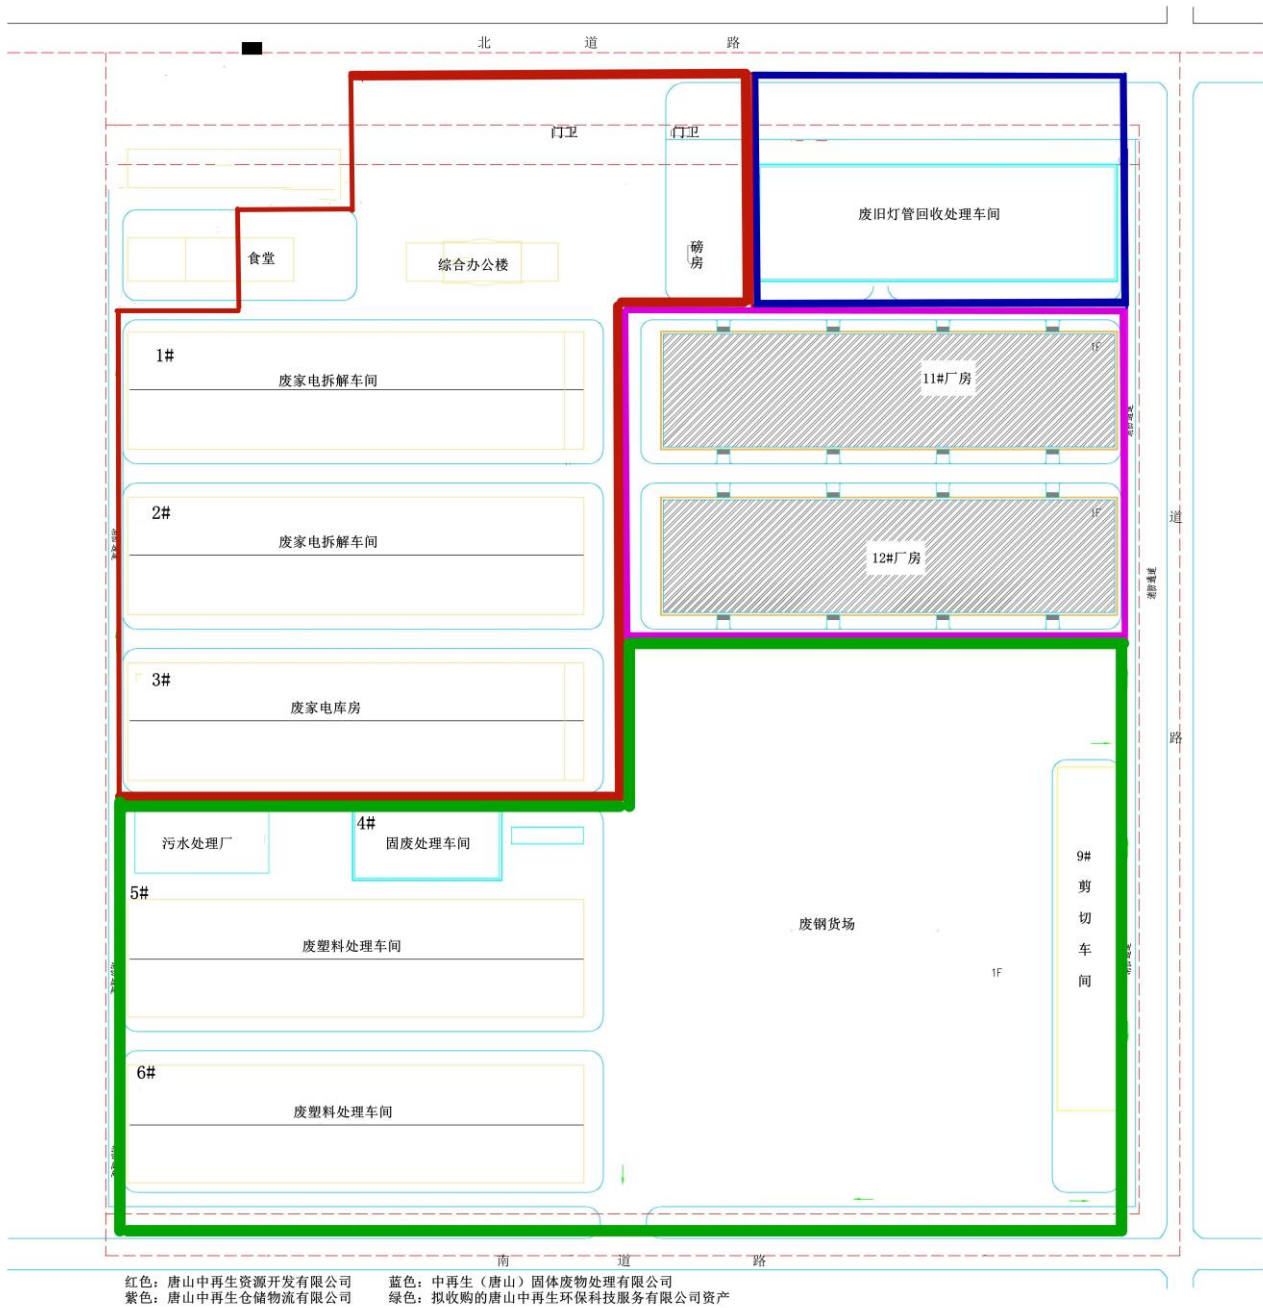 北 道 路
门卫
门卫
废旧灯管回收处理车间
磅房
食堂
综合办公楼
1#
废家电拆解车间
1F
11#厂房
2#
废家电拆解车间
1F
12#厂房
道 路
消防通道
3#
废家电库房
4#
污水处理厂
固废处理车间
9#剪切车间
5#
废塑料处理车间
废钢货场
1F
6#
废塑料处理车间
南 道 路
红色：唐山中再生资源开发有限公司 蓝色：中再生（唐山）固体废物处理有限公司
紫色：唐山中再生仓储物流有限公司 绿色：拟收购的唐山中再生环保科技服务有限公司资产